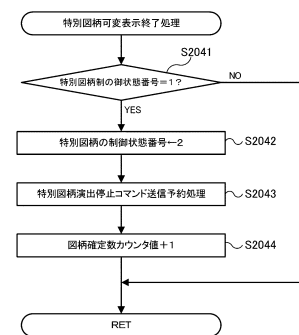 特別図柄可変表示終了処理
S2041
特別図柄制の御状態番号=1?
NO
YES
特別図柄の制御状態番号←2
S2042
特別図柄演出停止コマンド送信予約処理
S2043
図柄確定数カウンタ値+1
S2044
RET